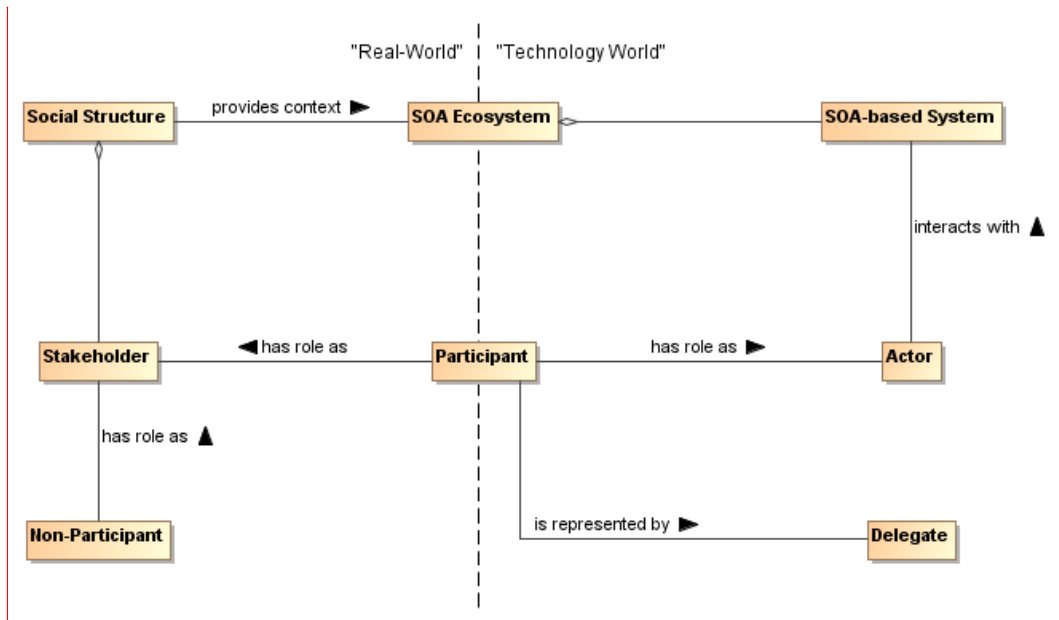 "Real-World"
"Technology World"
Social Structure
provides context
SOA Ecosystem
SOA-based System
interacts with
Stakeholder
has role as
Participant
has role as
Actor
has role as
Non-Participant
is represented by
Delegate